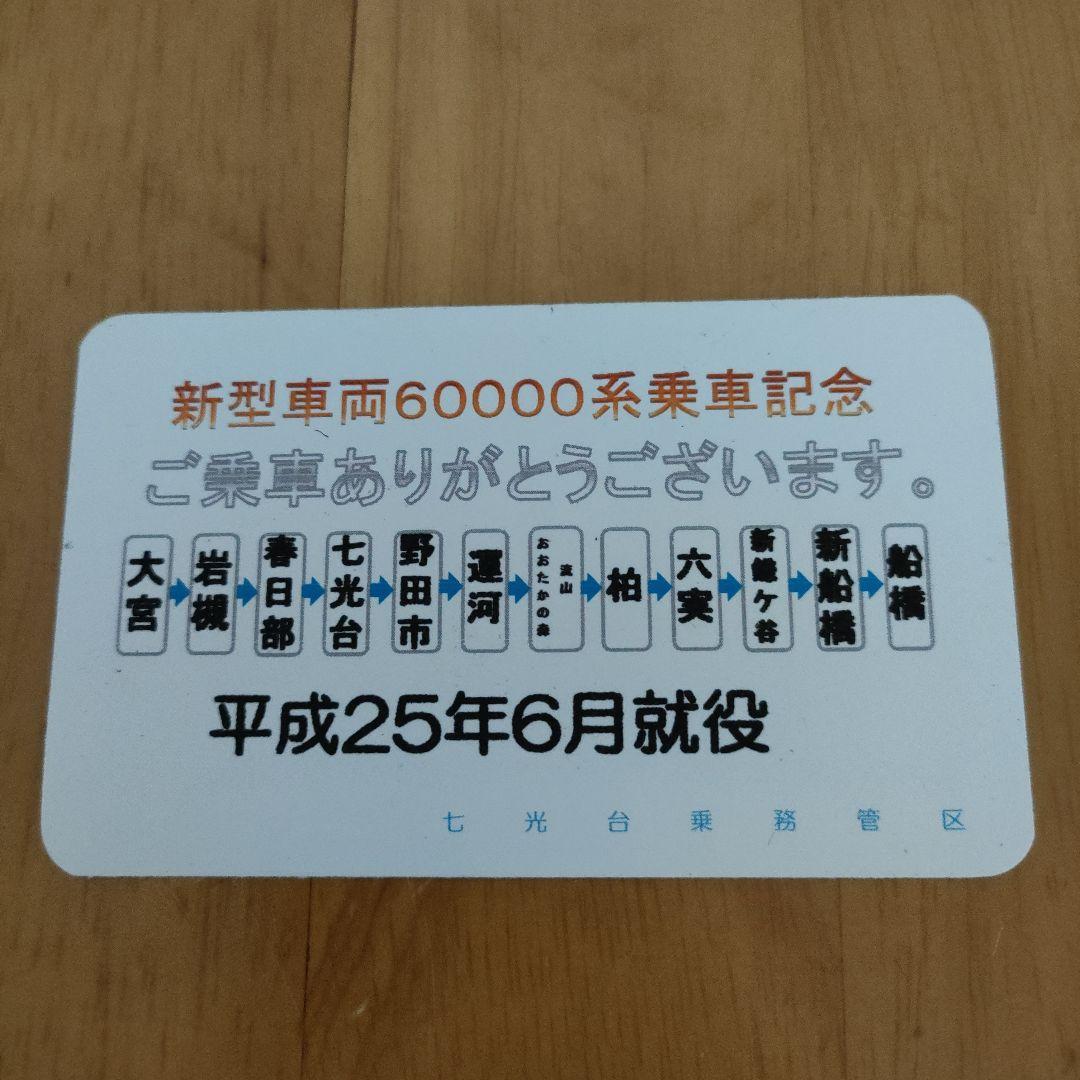 新型車両60000系乗車記念
ご乗車ありがとうございます。
大宮→岩槻→春日部→七光台→野田市→運河→流山おおたかの森→柏→六実→新鎌ケ谷→新船橋→船橋
平成25年6月就役
七光台乗務管区